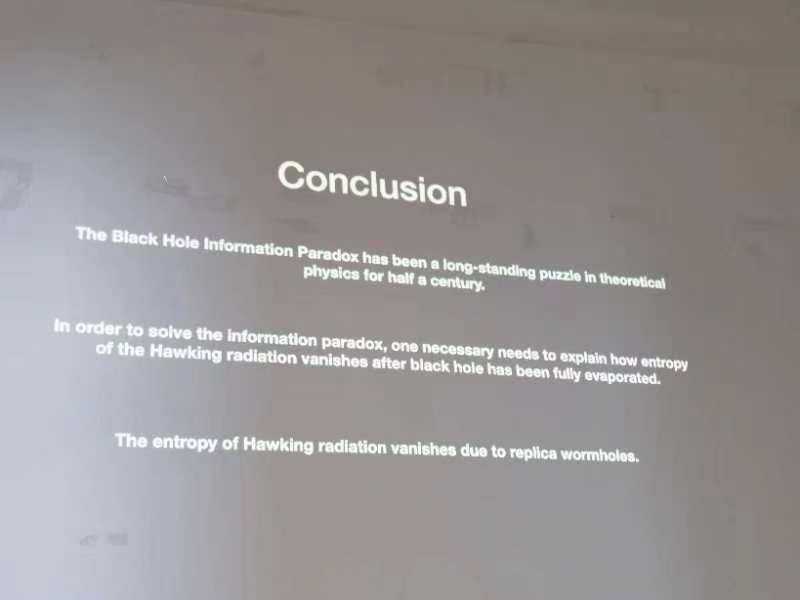 Conclusion
The Black Hole Information Paradox has been a long-standing puzzle in theoretical
physics for half a century.
In order to solve the information paradox, one necessary needs to explain how entropy
of the Hawking radiation vanishes after black hole has been fully evaporated.
The entropy of Hawking radiation vanishes due to replica wormholes.